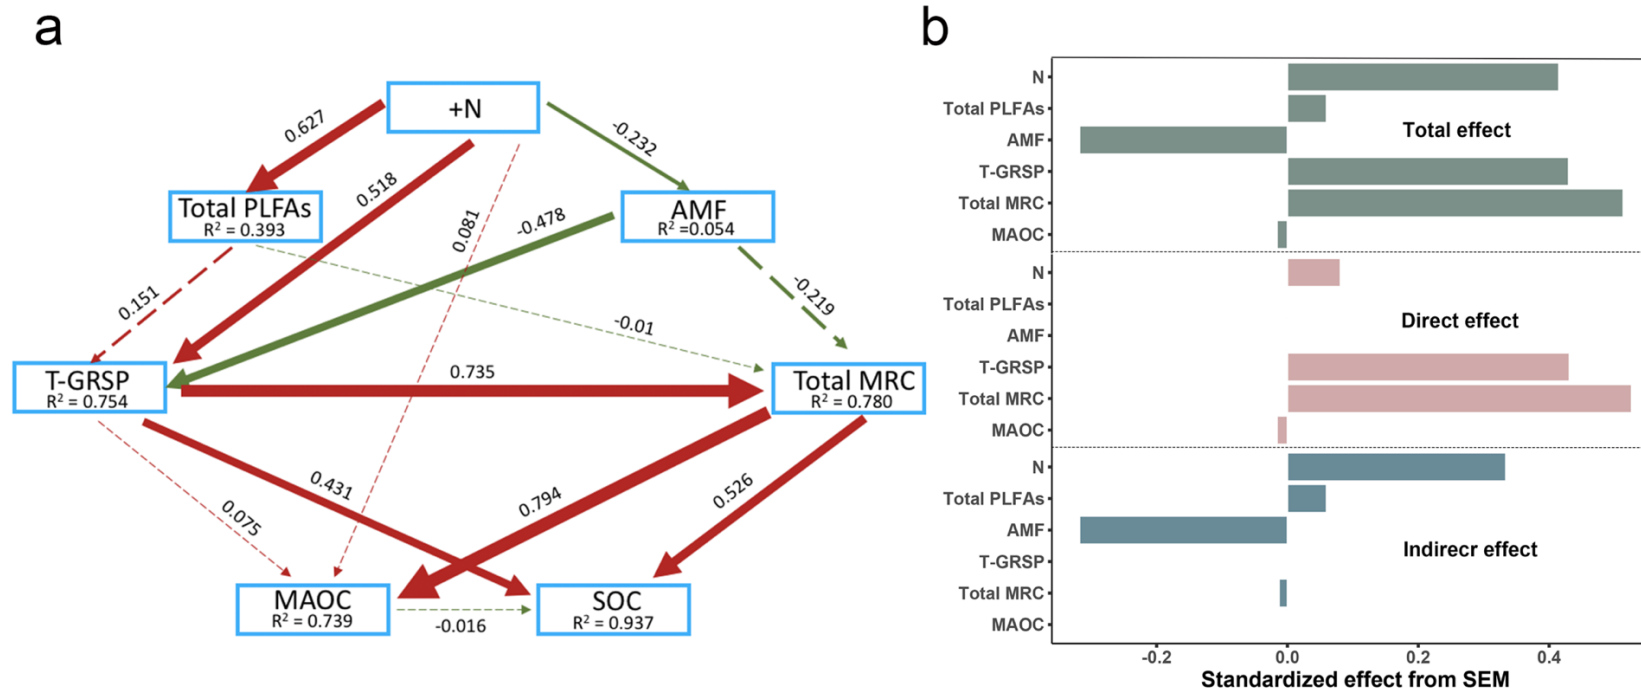 a
+N
0.627
-0.232
0.518
Total PLFAs
R² = 0.393
AMF
R² =0.054
0.081
-0.478
0.151
-0.01
-0.219
T-GRSP
R² = 0.754
0.735
Total MRC
R² = 0.780
0.431
0.794
0.526
0.075
MAOC
R² = 0.739
-0.016
SOC
R² = 0.937
b
N
Total PLFAs
AMF
T-GRSP
Total MRC
MAOC
Total effect
N
Total PLFAs
AMF
T-GRSP
Total MRC
MAOC
Direct effect
N
Total PLFAs
AMF
T-GRSP
Total MRC
MAOC
Indirecr effect
-0.2 0.0 0.2 0.4
Standardized effect from SEM